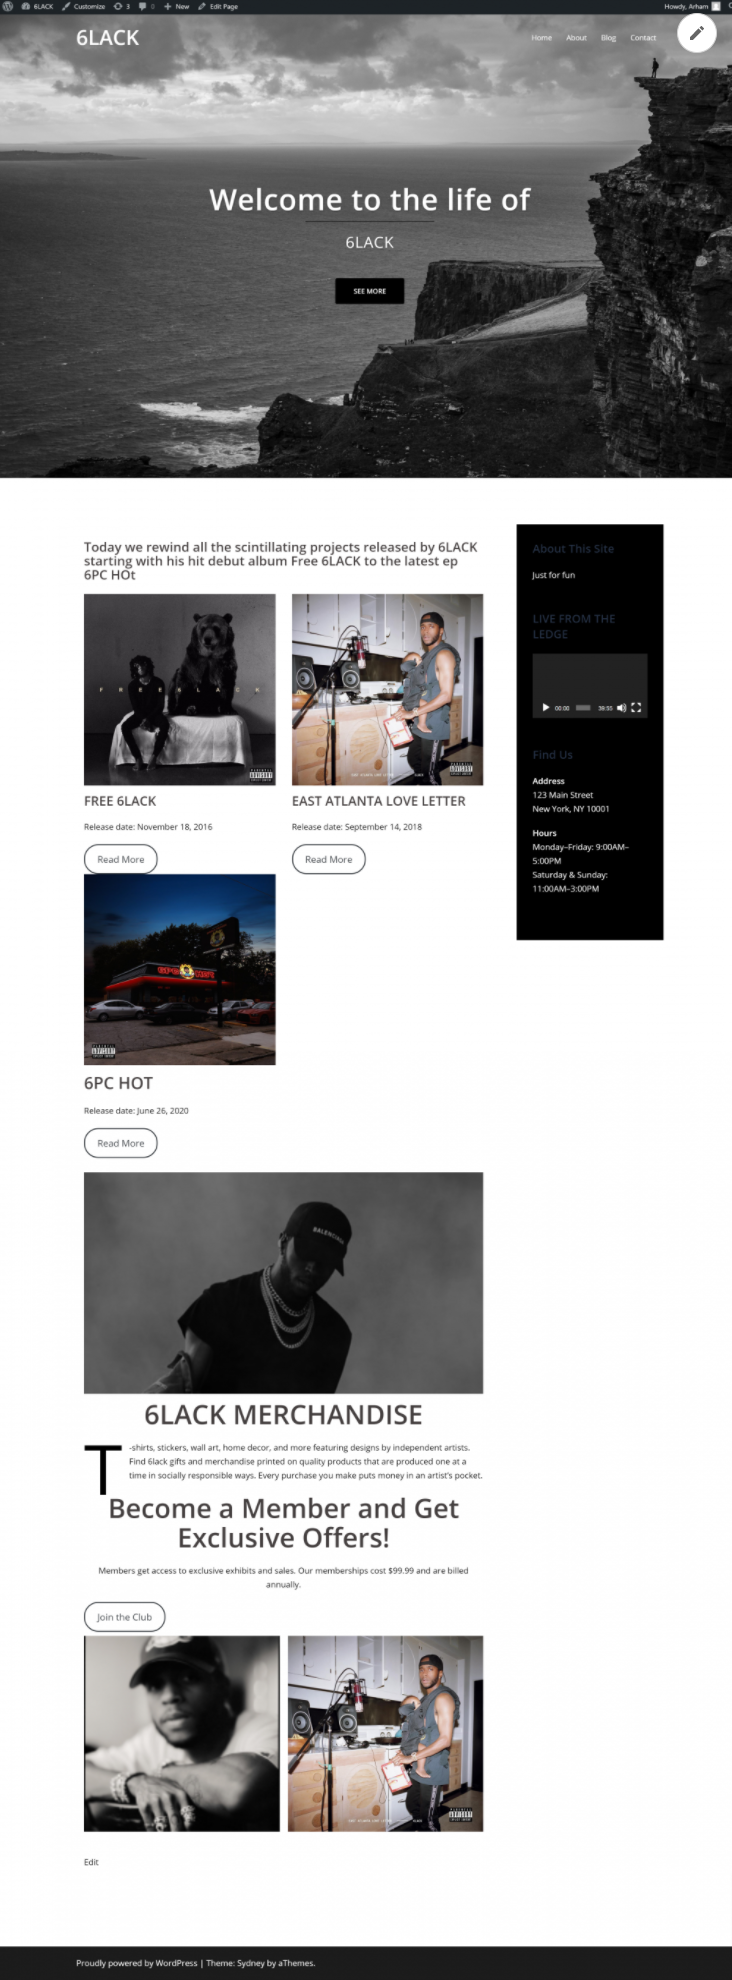 6LACK Customize 3 0 New Edit Page Howdy, Arham
6LACK
Home About Blog Contact
Welcome to the life of
6LACK
SEE MORE
Today we rewind all the scintillating projects released by 6LACK
starting with his hit debut album Free 6LACK to the latest ep
6PC HOt
F R E E 6 L A C K
PARENTAL
ADVISORY
FREE 6LACK
Release date: November 18, 2016
Read More
PARENTAL
ADVISORY
EAST ATLANTA LOVE LETTER
Release date: September 14, 2018
Read More
ADVISORY
6PC HOT
Release date: June 26, 2020
Read More
BALENCIAGA
6LACK MERCHANDISE
T-shirts, stickers, wall art, home decor, and more featuring designs by independent artists.
Find 6lack gifts and merchandise printed on quality products that are produced one at a
time in socially responsible ways. Every purchase you make puts money in an artist's pocket.
Become a Member and Get
Exclusive Offers!
Members get access to exclusive exhibits and sales. Our memberships cost $99.99 and are billed
annually.
Join the Club
ADVISORY
Edit
About This Site
Just for fun
LIVE FROM THE
LEDGE
00:00 39:55
Find Us
Address
123 Main Street
New York, NY 10001
Hours
Monday–Friday: 9:00AM–
5:00PM
Saturday & Sunday:
11:00AM–3:00PM
Proudly powered by WordPress | Theme: Sydney by aThemes.